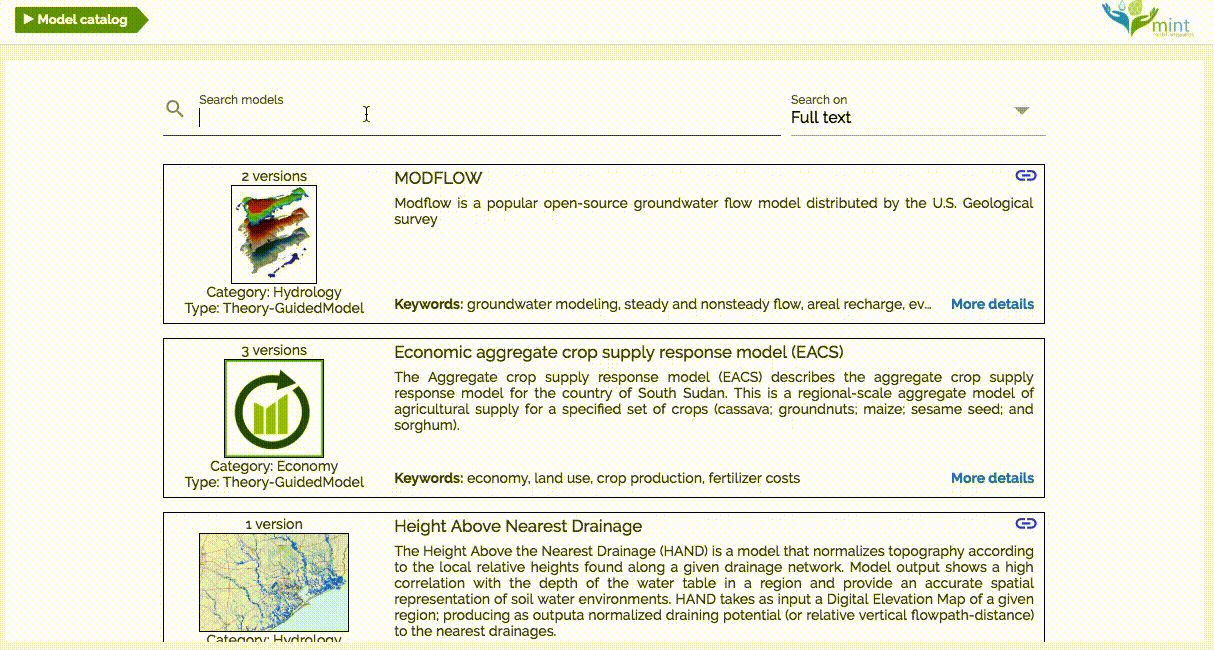 Model catalog
mint
Search models
Search on
Full text
2 versions
MODFLOW
Modflow is a popular open-source groundwater flow model distributed by the U.S. Geological
survey
Category: Hydrology
Type: Theory-GuidedModel
Keywords: groundwater modeling, steady and nonsteady flow, areal recharge, ev...
More details
3 versions
Economic aggregate crop supply response model (EACS)
The Aggregate crop supply response model (EACS) describes the aggregate crop supply
response model for the country of South Sudan. This is a regional-scale aggregate model of
agricultural supply for a specified set of crops (cassava; groundnuts; maize; sesame seed; and
sorghum).
Category: Economy
Type: Theory-GuidedModel
Keywords: economy, land use, crop production, fertilizer costs
More details
1 version
Height Above Nearest Drainage
The Height Above the Nearest Drainage (HAND) is a model that normalizes topography according
to the local relative heights found along a given drainage network. Model output shows a high
correlation with the depth of the water table in a region and provide an accurate spatial
representation of soil water environments. HAND takes as input a Digital Elevation Map of a given
region; producing as outputa normalized draining potential (or relative vertical flowpath-distance)
to the nearest drainages.
Category: Hydrology